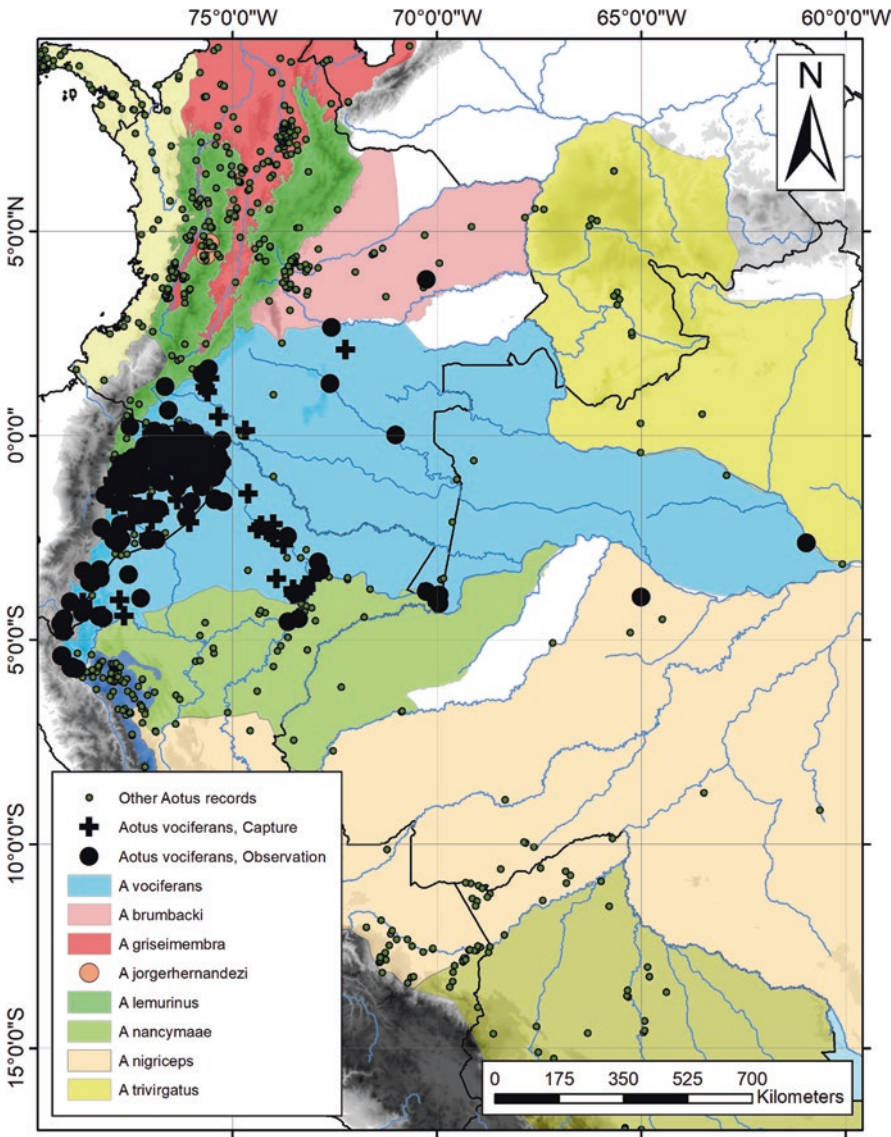 75°0'0"W 70°0'0"W 65°0'0"W 60°0'0"W
N
5°0'0"N
0°0'0"
5°0'0"S
10°0'0"S
15°0'0"S
Other Aotus records
Aotus vociferans, Capture
Aotus vociferans, Observation
A vociferans
A brumbacki
A griseimembra
A jorgerhernandezi
A lemurinus
A nancymaae
A nigriceps
A trivirgatus
0 175 350 525 700
Kilometers